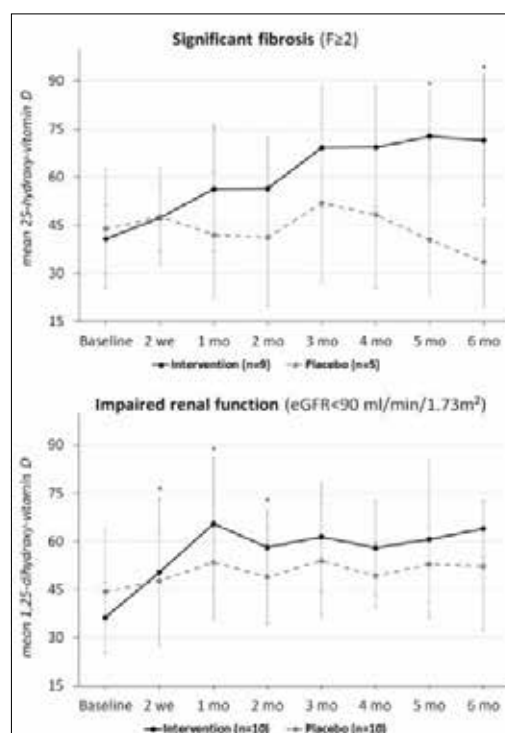 Significant fibrosis (F≥2)
mean 25-hydroxy-vitamin D
90
75
60
45
30
15
Baseline 2 we 1 mo 2 mo 3 mo 4 mo 5 mo 6 mo
Intervention (n=9) Placebo (n=5)
Impaired renal function (eGFR<90 ml/min/1.73m²)
mean 1,25-dihydroxy-vitamin D
90
75
60
45
30
15
Baseline 2 we 1 mo 2 mo 3 mo 4 mo 5 mo 6 mo
Intervention (n=10) Placebo (n=10)